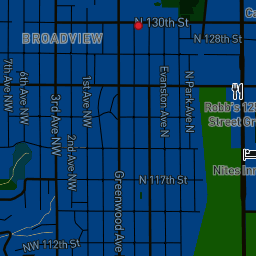 Ca
N 130th St
N 128th St
BROADVIEW
7th Ave NW
6th Ave NW
3rd Ave NW
1st Ave NW
2nd Ave NW
Evanston Ave N
N Park Ave N
Robb's 125
Street Gr
Nites Inn
N 117th St
Greenwood Ave
NW 112th St